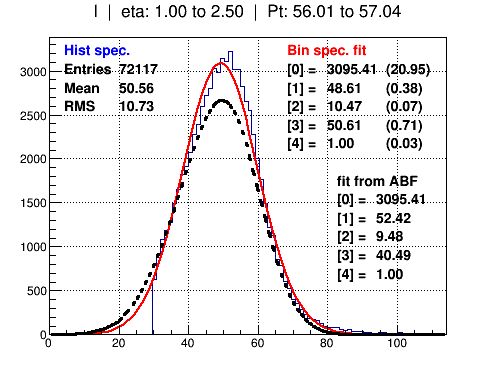 I | eta: 1.00 to 2.50 | Pt: 56.01 to 57.04
Hist spec.
Entries 72117
Mean 50.56
RMS 10.73
Bin spec. fit
[0] = 3095.41 (20.95)
[1] = 48.61 (0.38)
[2] = 10.47 (0.07)
[3] = 50.61 (0.71)
[4] = 1.00 (0.03)
fit from ABF
[0] = 3095.41
[1] = 52.42
[2] = 9.48
[3] = 40.49
[4] = 1.00
3000
2500
2000
1500
1000
500
0
0 20 40 60 80 100